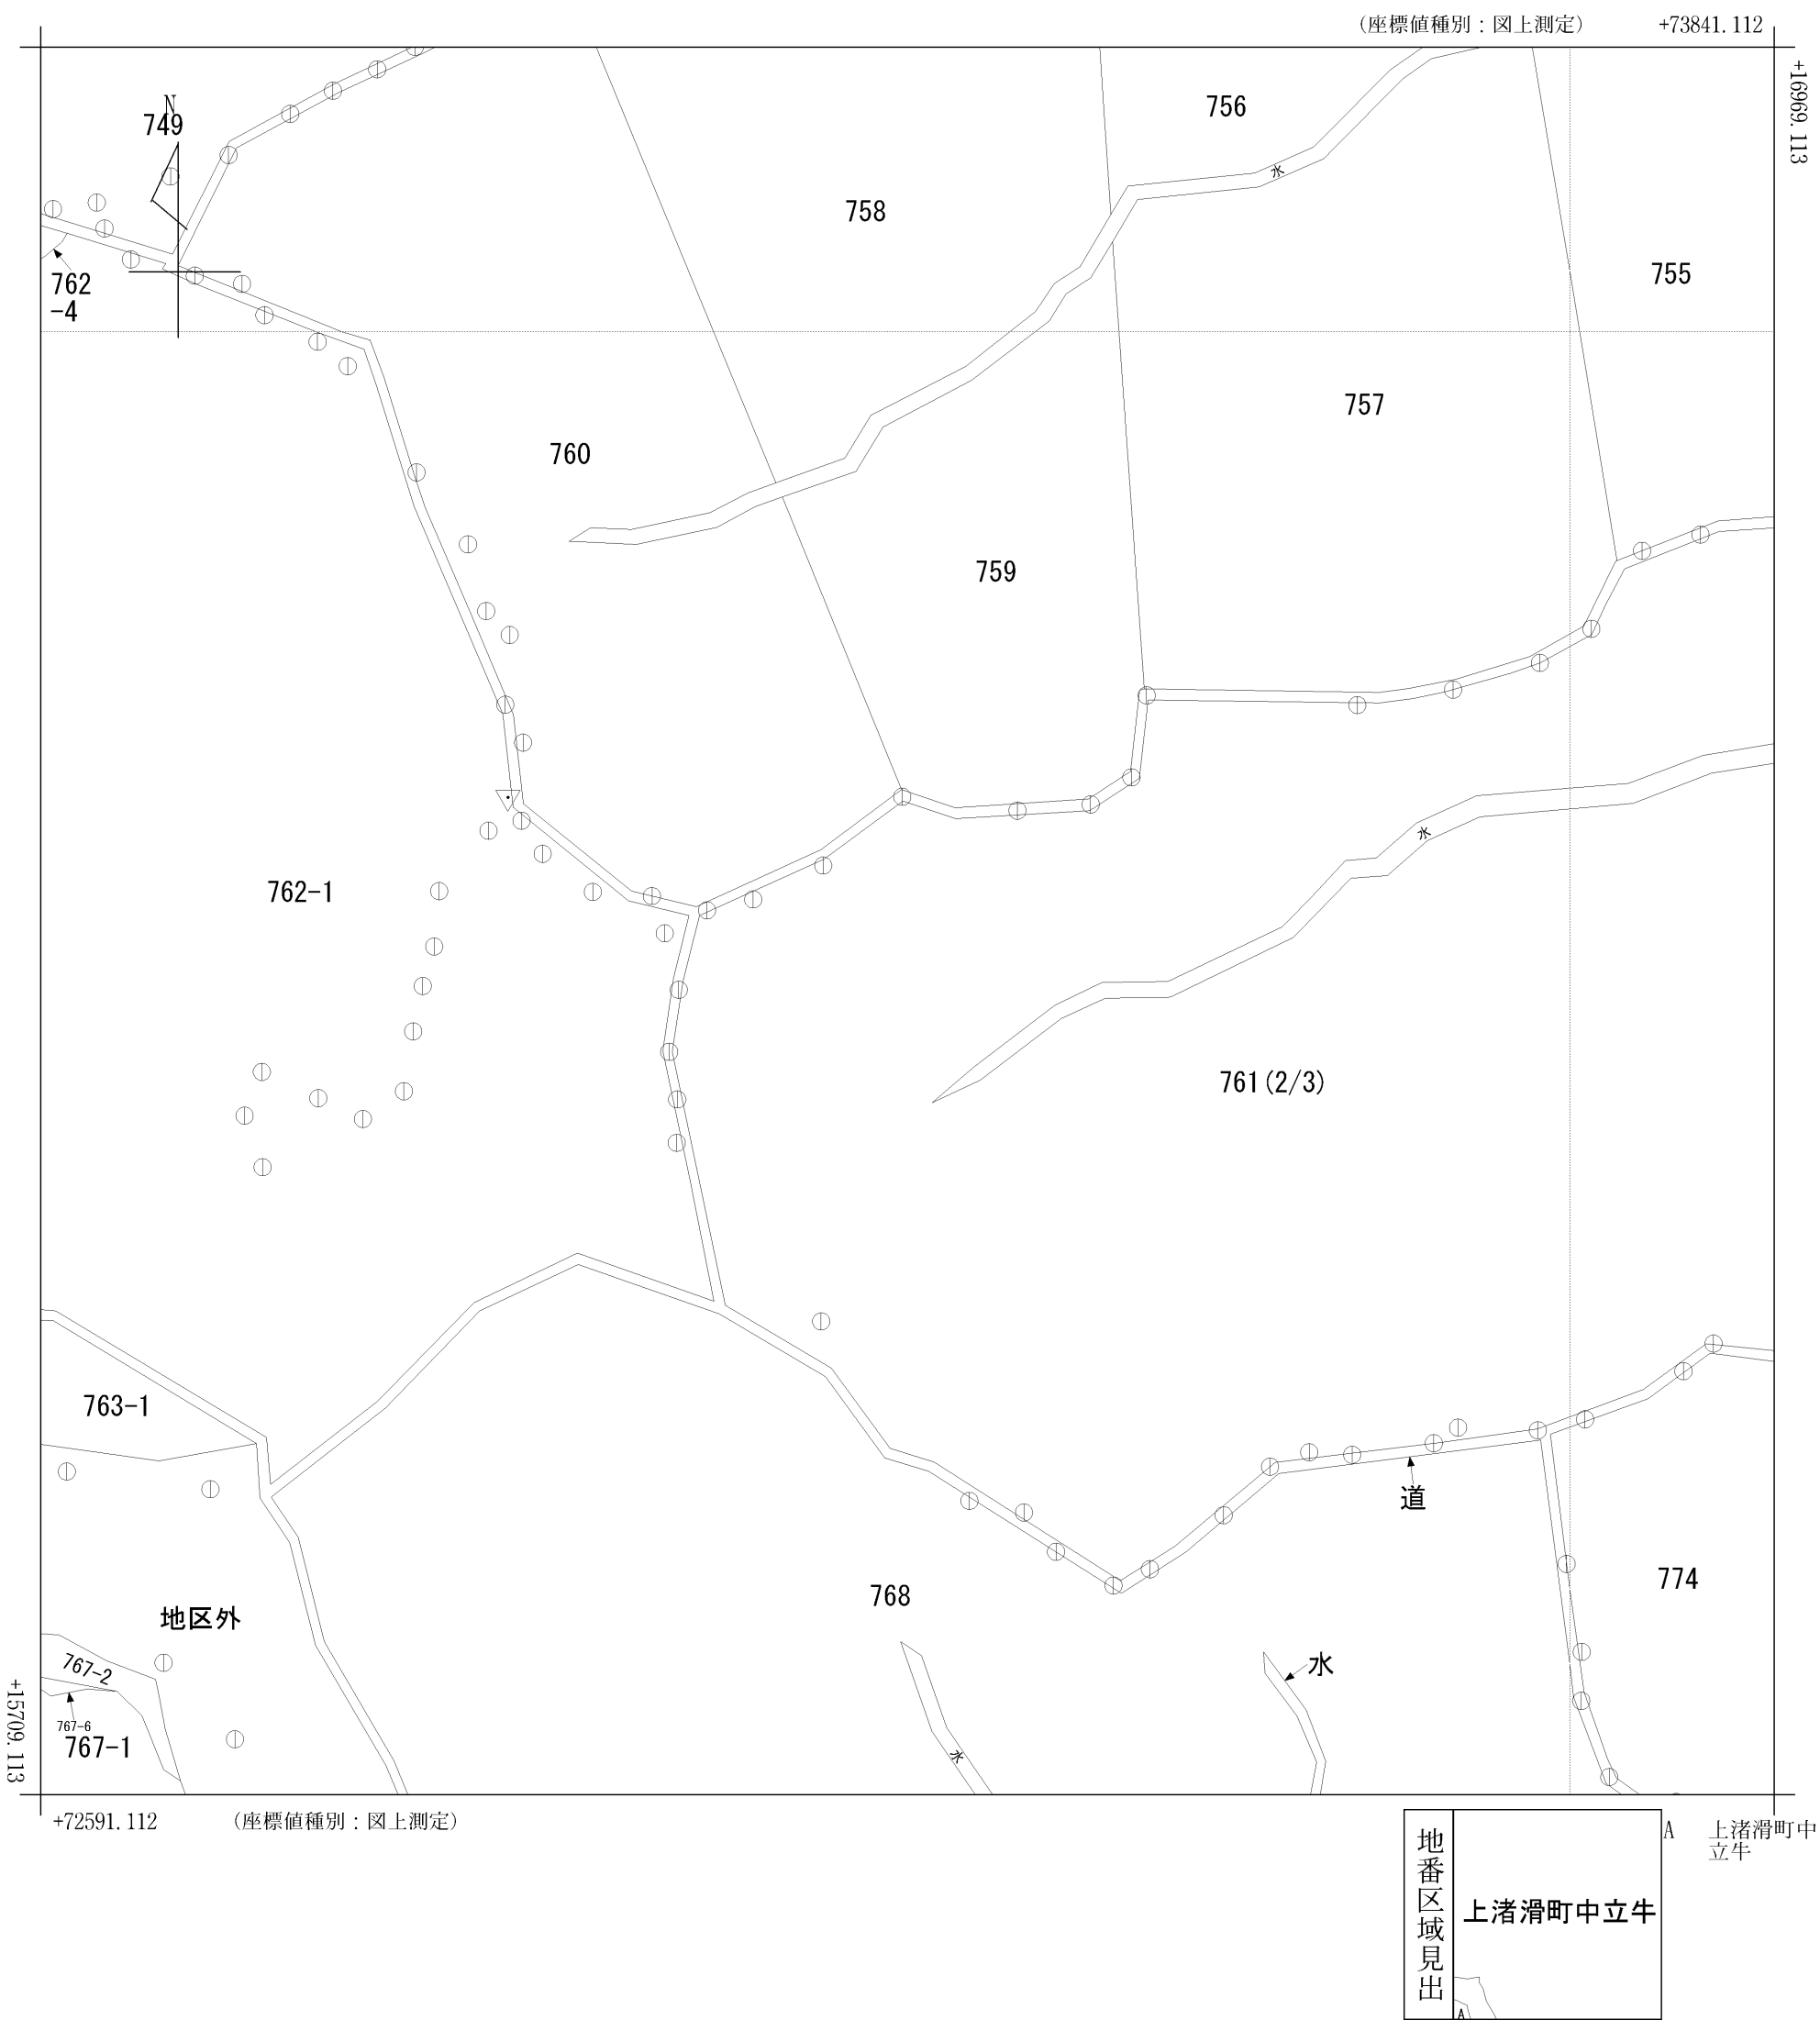 (座標値種別：図上測定)
+73841.112
+16969.113
N
749
756
水
758
755
762
-4
757
760
759
水
762-1
761(2/3)
763-1
道
774
768
地区外
水
767-2
767-6
767-1
水
+15709.113
+72591.112
(座標値種別：図上測定)
A
上渚滑町中
立牛
地番区域見出
上渚滑町中立牛
A